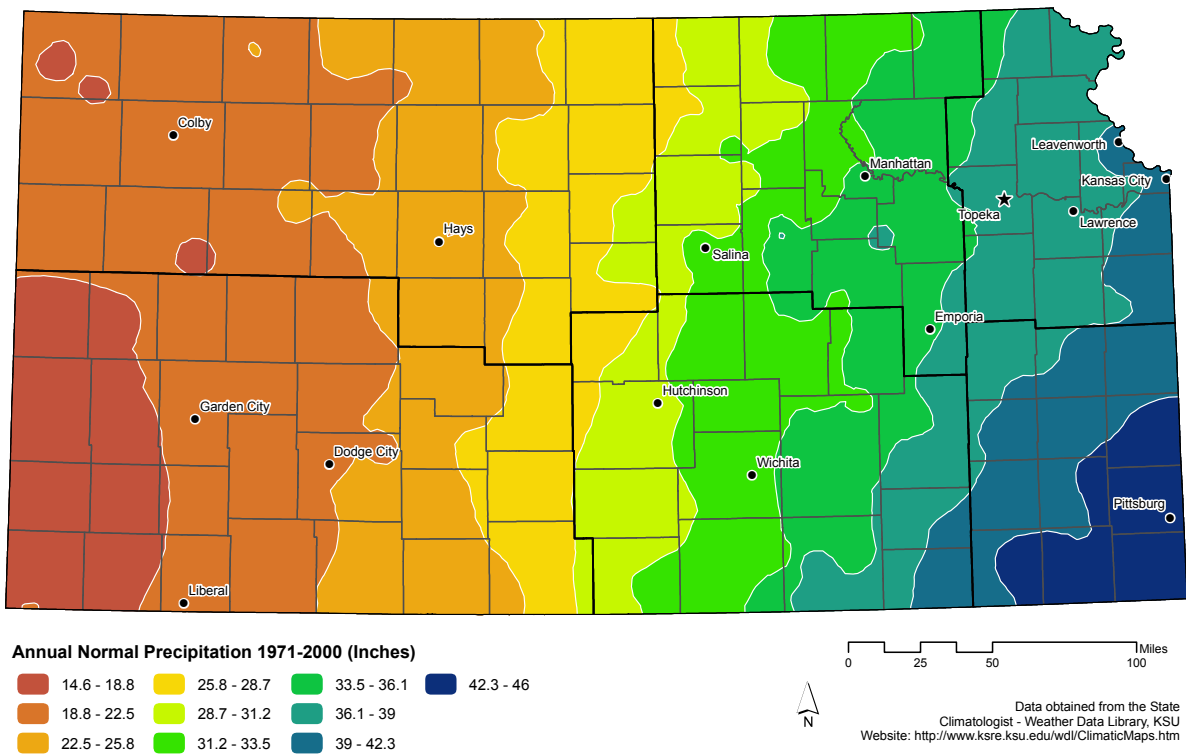 Colby
Manhattan
Leavenworth
Kansas City
Topeka
Lawrence
Hays
Salina
Emporia
Hutchinson
Garden City
Dodge City
Wichita
Pittsburg
Liberal
Annual Normal Precipitation 1971-2000 (Inches)
14.6 - 18.8
25.8 - 28.7
33.5 - 36.1
42.3 - 46
18.8 - 22.5
28.7 - 31.2
36.1 - 39
22.5 - 25.8
31.2 - 33.5
39 - 42.3
Miles
0 25 50 100
N
Data obtained from the State
Climatologist - Weather Data Library, KSU
Website: http://www.ksre.ksu.edu/wdl/ClimaticMaps.htm